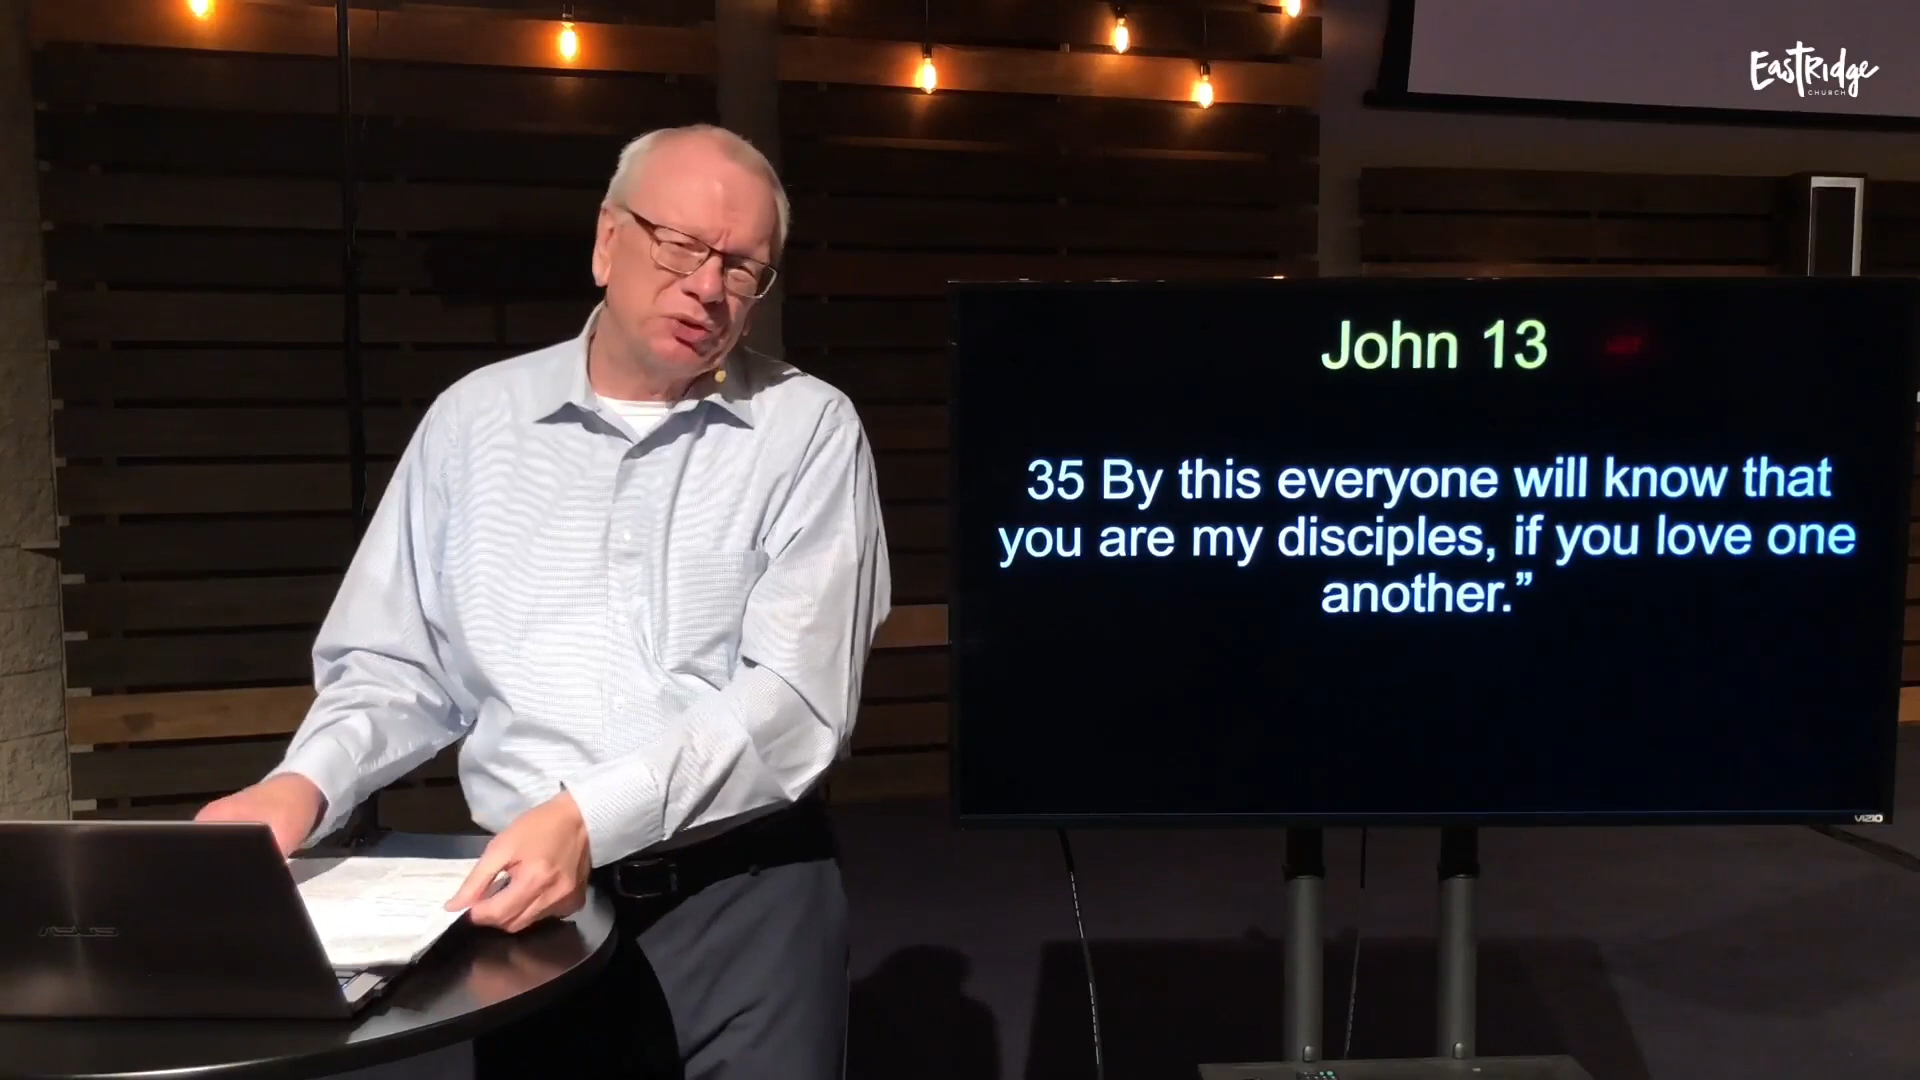 EastRidge
CHURCH
John 13
35 By this everyone will know that
you are my disciples, if you love one
another.”
VIZIO
ASUS